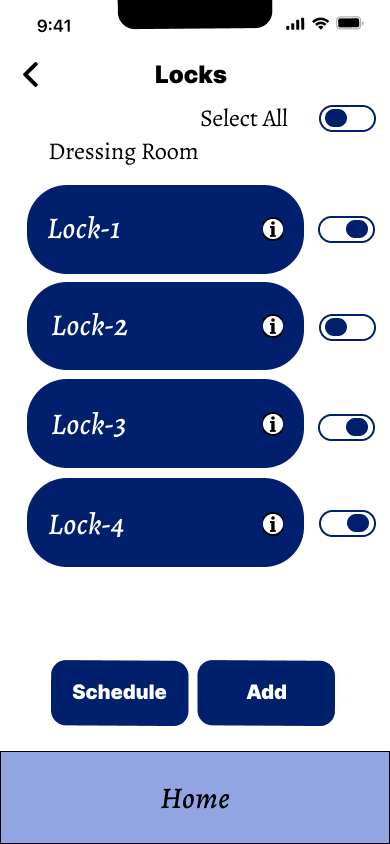 9:41
Locks
Select All
Dressing Room
Lock-1
Lock-2
Lock-3
Lock-4
Schedule Add
Home